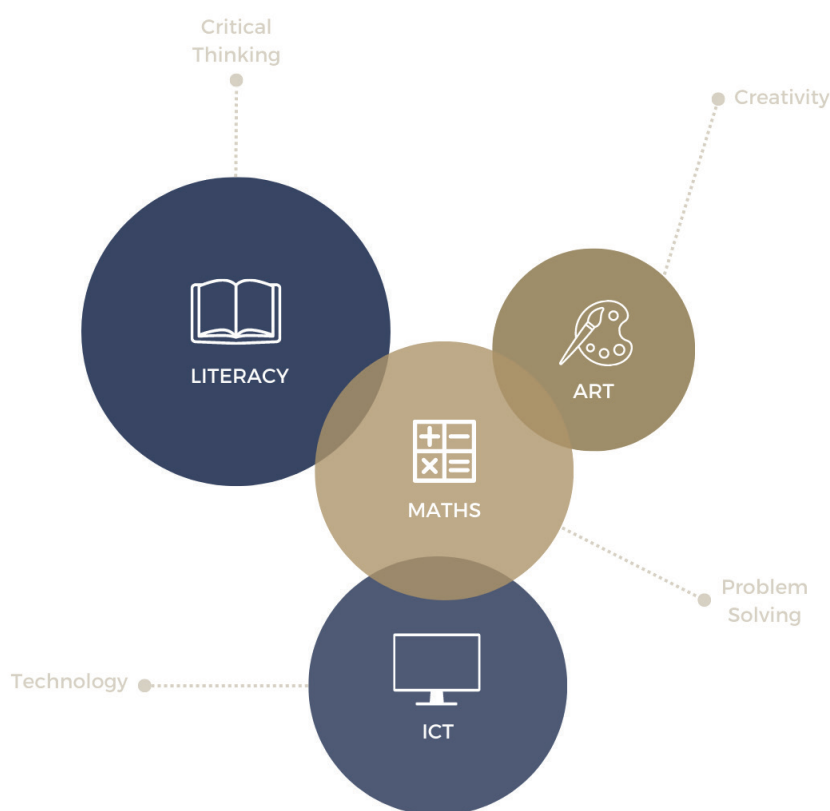 Critical
Thinking
Creativity
LITERACY
ART
MATHS
Problem
Solving
Technology
ICT